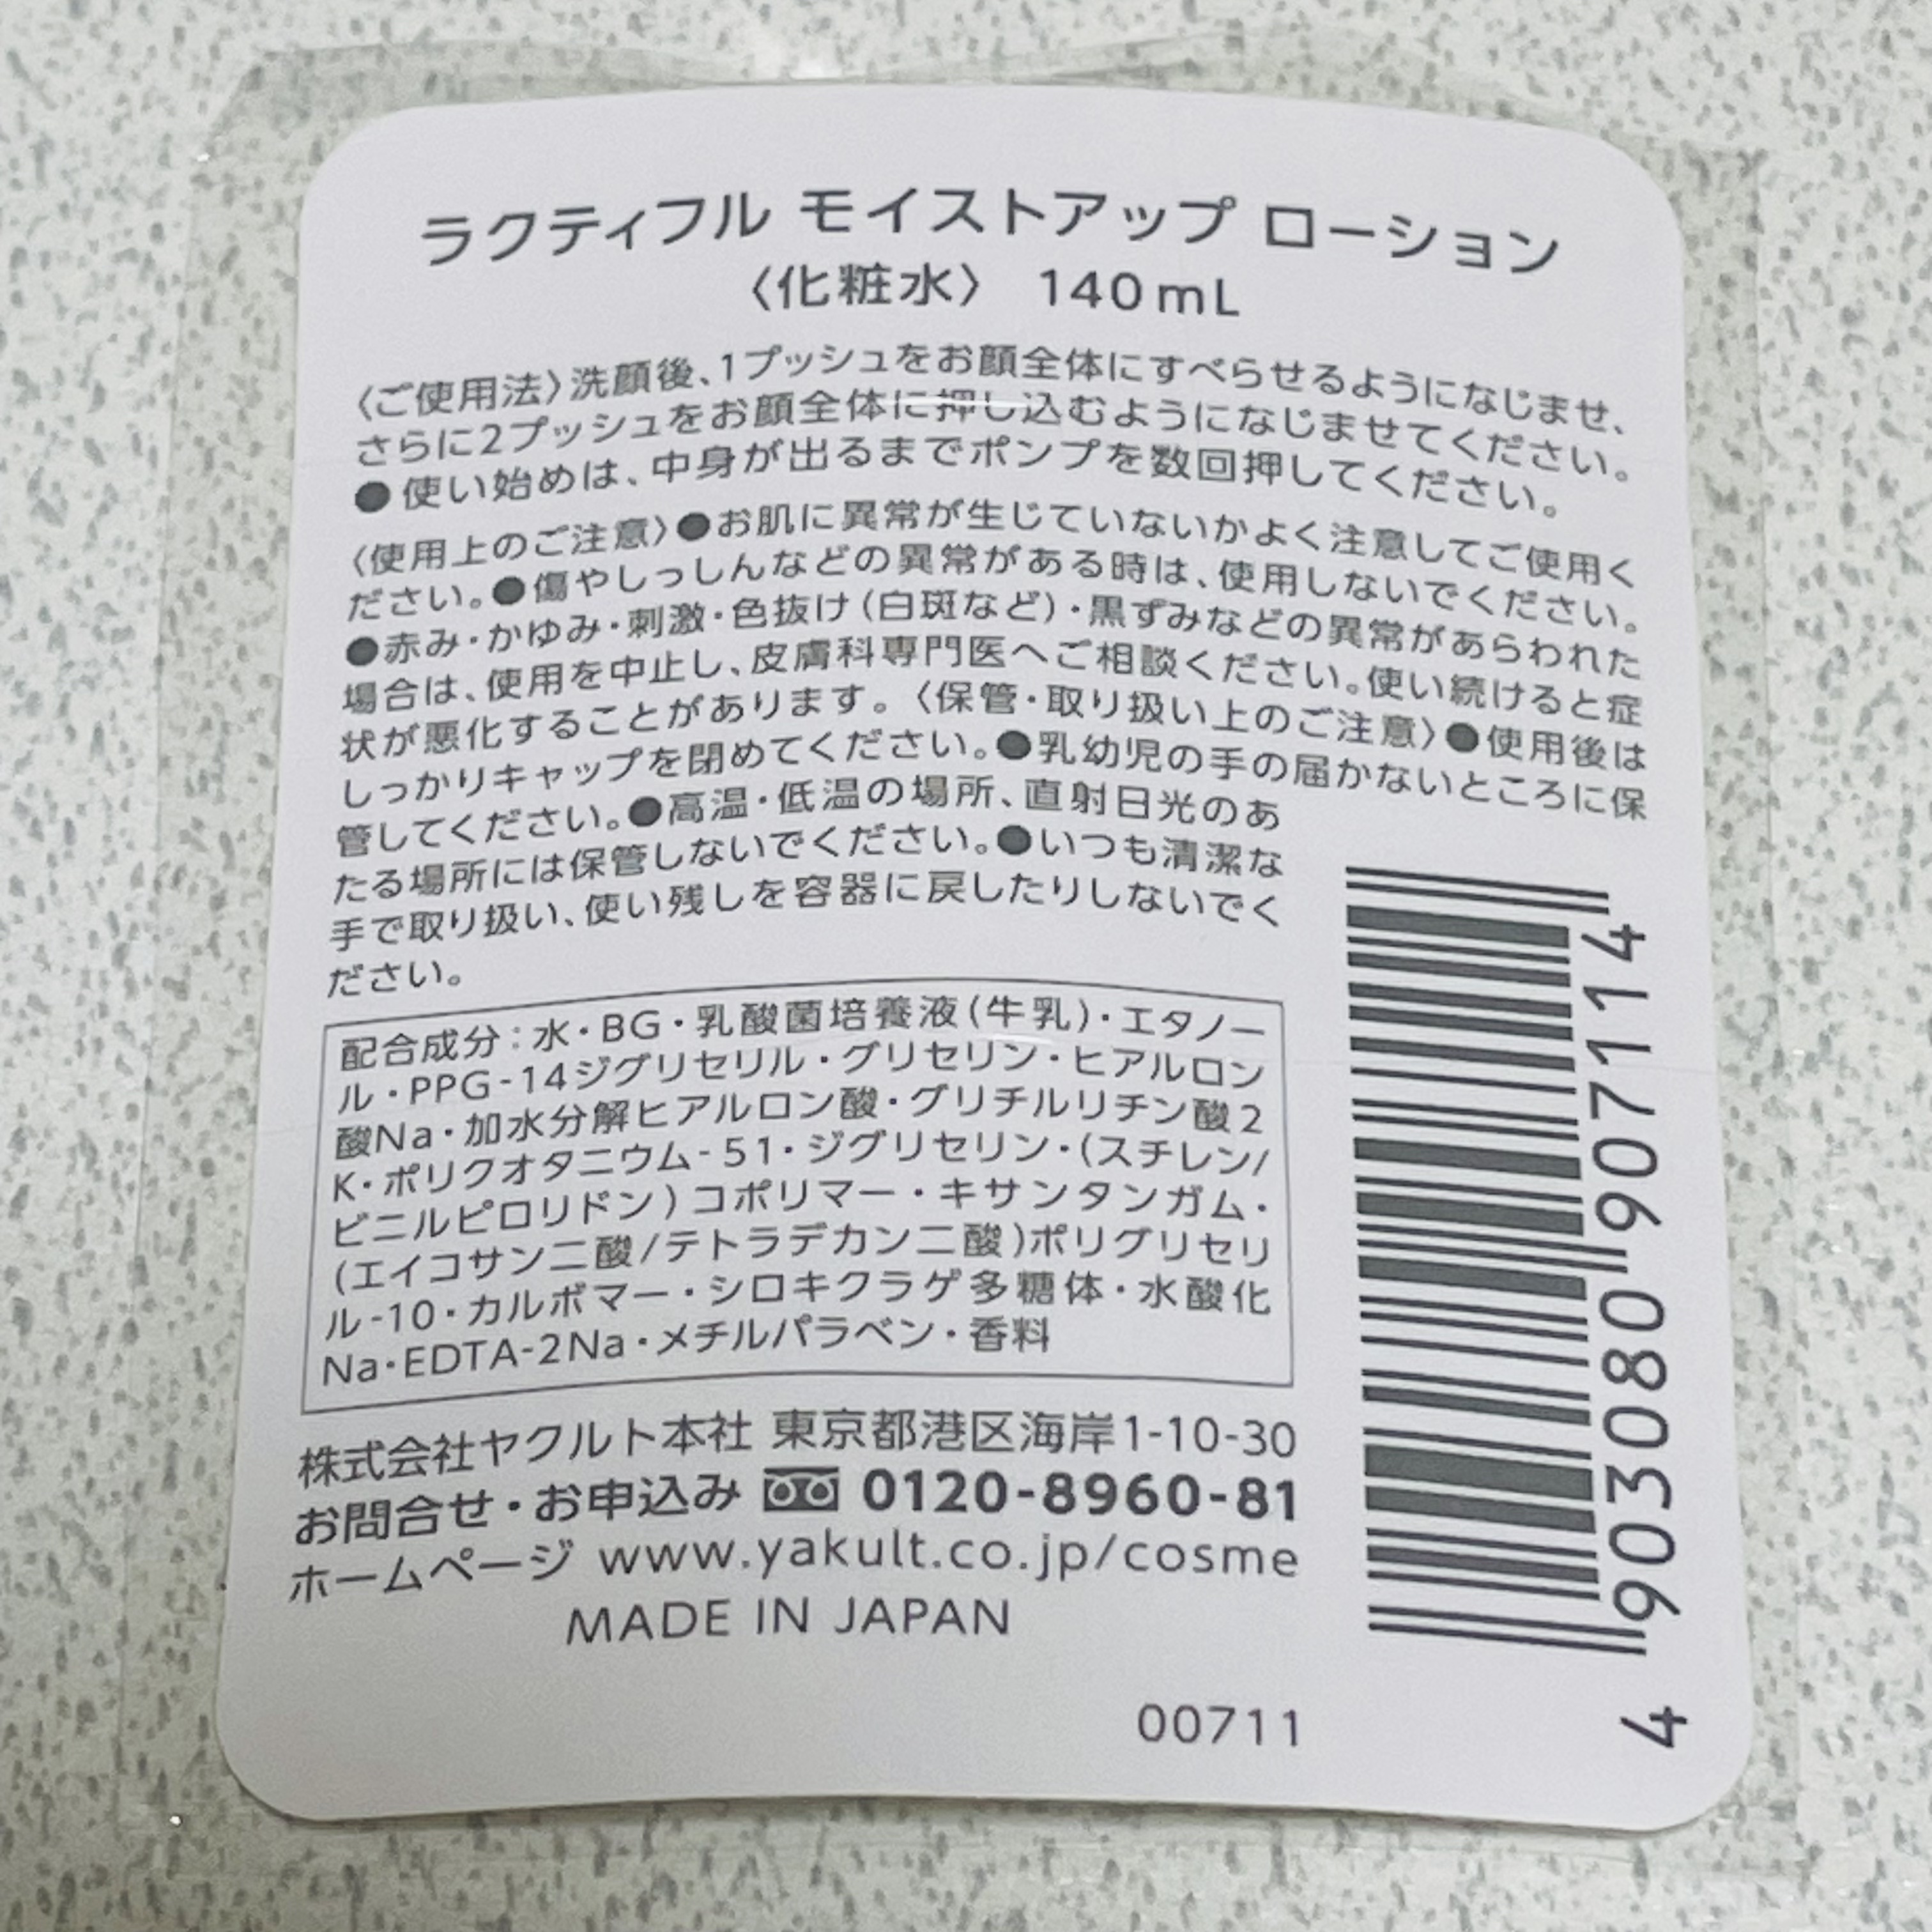 ラクティフル モイストアップ ローション
〈化粧水〉 140mL
〈ご使用法〉洗顔後、1プッシュをお顔全体にすべらせるようになじませ、
さらに2プッシュをお顔全体に押し込むようになじませてください。
●使い始めは、中身が出るまでポンプを数回押してください。
〈使用上のご注意〉●お肌に異常が生じていないかよく注意してご使用く
ださい。●傷やしっしんなどの異常がある時は、使用しないでください。
●赤み・かゆみ・刺激・色抜け(白斑など)・黒ずみなどの異常があらわれた
場合は、使用を中止し、皮膚科専門医へご相談ください。使い続けると症
状が悪化することがあります。〈保管・取り扱い上のご注意〉●使用後は
しっかりキャップを閉めてください。●乳幼児の手の届かないところに保
管してください。●高温・低温の場所、直射日光のあ
たる場所には保管しないでください。●いつも清潔な
手で取り扱い、使い残しを容器に戻したりしないでく
ださい。
配合成分:水・BG・乳酸菌培養液(牛乳)・エタノー
ル・PPG-14ジグリセリル・グリセリン・ヒアルロン
酸Na・加水分解ヒアルロン酸・グリチルリチン酸2
K・ポリクオタニウム-51・ジグリセリン・(スチレン/
ビニルピロリドン)コポリマー・キサンタンガム・
(エイコサン二酸/テトラデカン二酸)ポリグリセリ
ル-10・カルボマー・シロキクラゲ多糖体・水酸化
Na・EDTA-2Na・メチルパラベン・香料
株式会社ヤクルト本社 東京都港区海岸1-10-30
お問合せ・お申込み 0120-8960-81
ホームページ www.yakult.co.jp/cosme
MADE IN JAPAN
00711
4 903080 907114